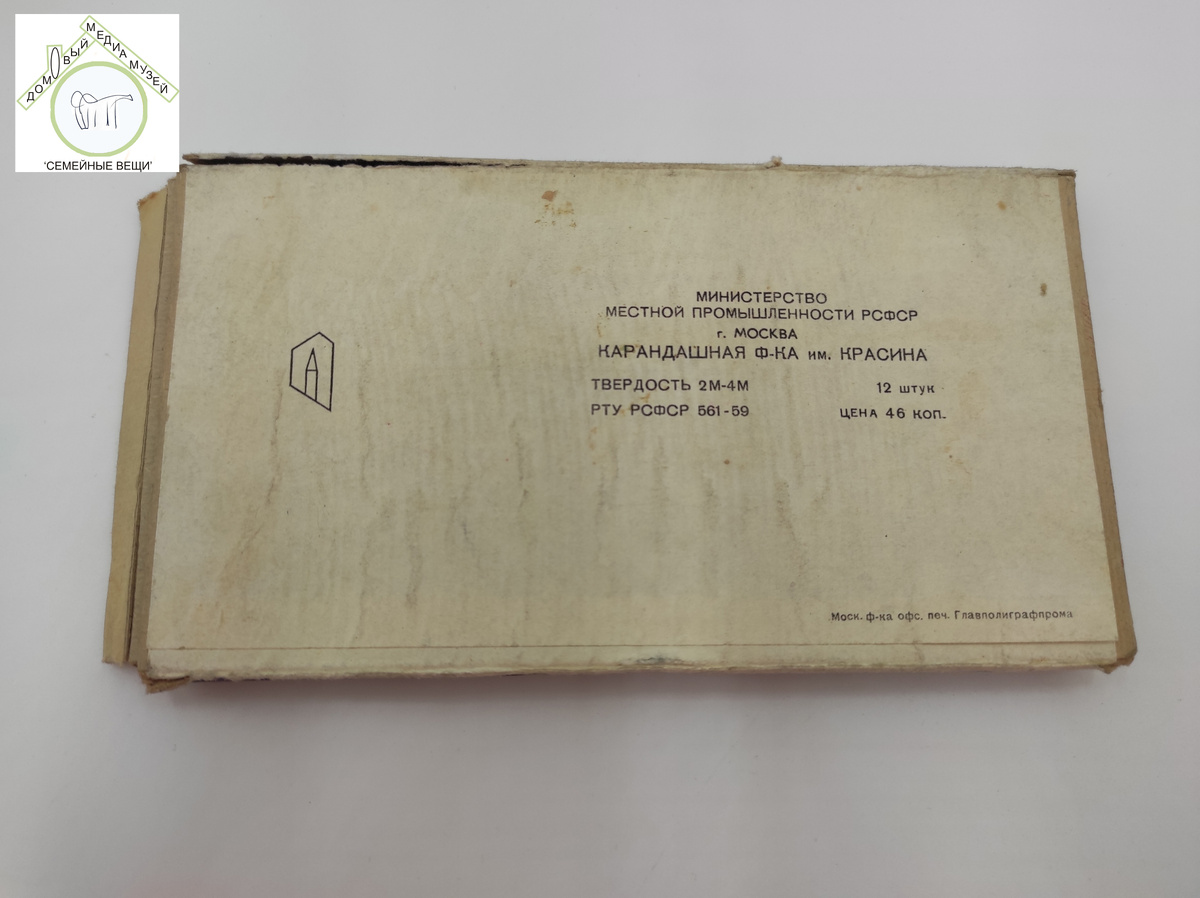 ДОМОВЫЙ МЕДИА МУЗЕЙ
'СЕМЕЙНЫЕ ВЕЩИ'
МИНИСТЕРСТВО
МЕСТНОЙ ПРОМЫШЛЕННОСТИ РСФСР
г. МОСКВА
КАРАНДАШНАЯ Ф-КА им. КРАСИНА
ТВЕРДОСТЬ 2М-4М 12 штук
РТУ РСФСР 561-59 ЦЕНА 46 КОП.
Моск. ф-ка офс. печ. Главполиграфпрома